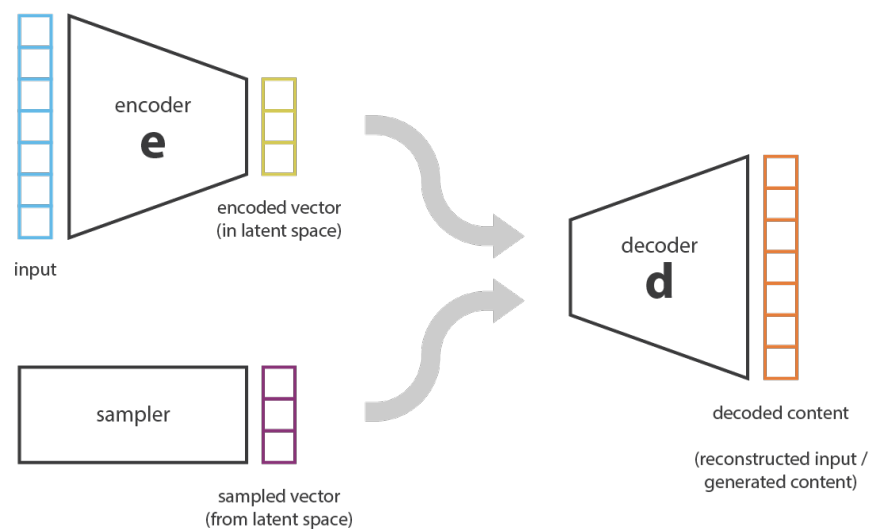 encoder
e
encoded vector
(in latent space)
input
decoder
d
sampler
sampled vector
(from latent space)
decoded content
(reconstructed input /
generated content)